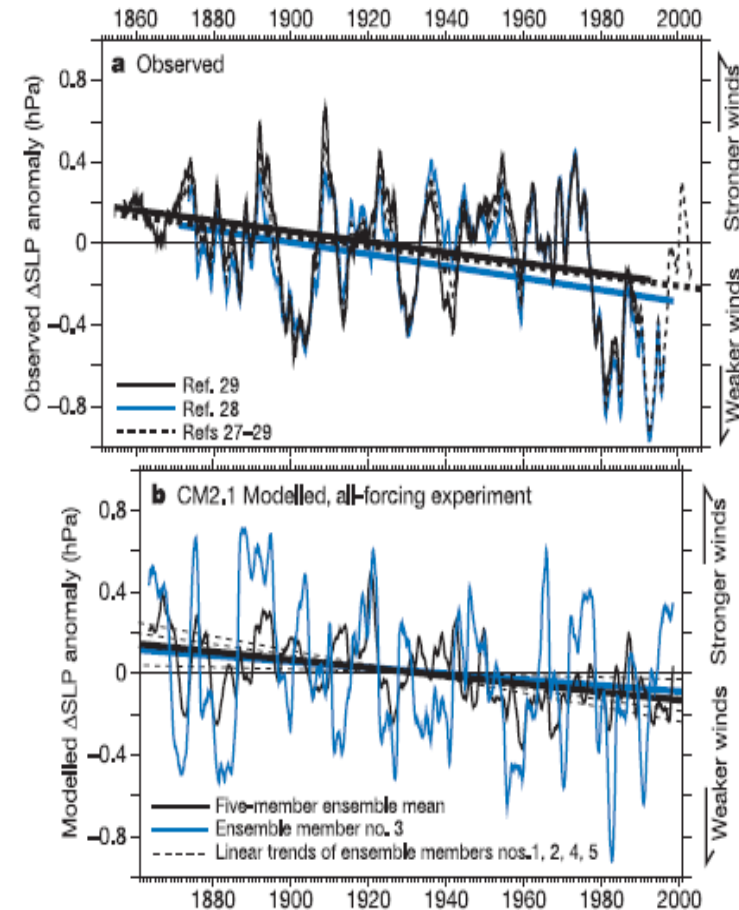 1860 1880 1900 1920 1940 1960 1980 2000
a Observed
0.8
0.4
0
−0.4
−0.8
Observed ΔSLP anomaly (hPa)
Stronger winds
Weaker winds
Ref. 29
Ref. 28
Refs 27–29
b CM2.1 Modelled, all-forcing experiment
0.8
0.4
0
−0.4
−0.8
Modelled ΔSLP anomaly (hPa)
Stronger winds
Weaker winds
Five-member ensemble mean
Ensemble member no. 3
Linear trends of ensemble members nos. 1, 2, 4, 5
1880 1900 1920 1940 1960 1980 2000